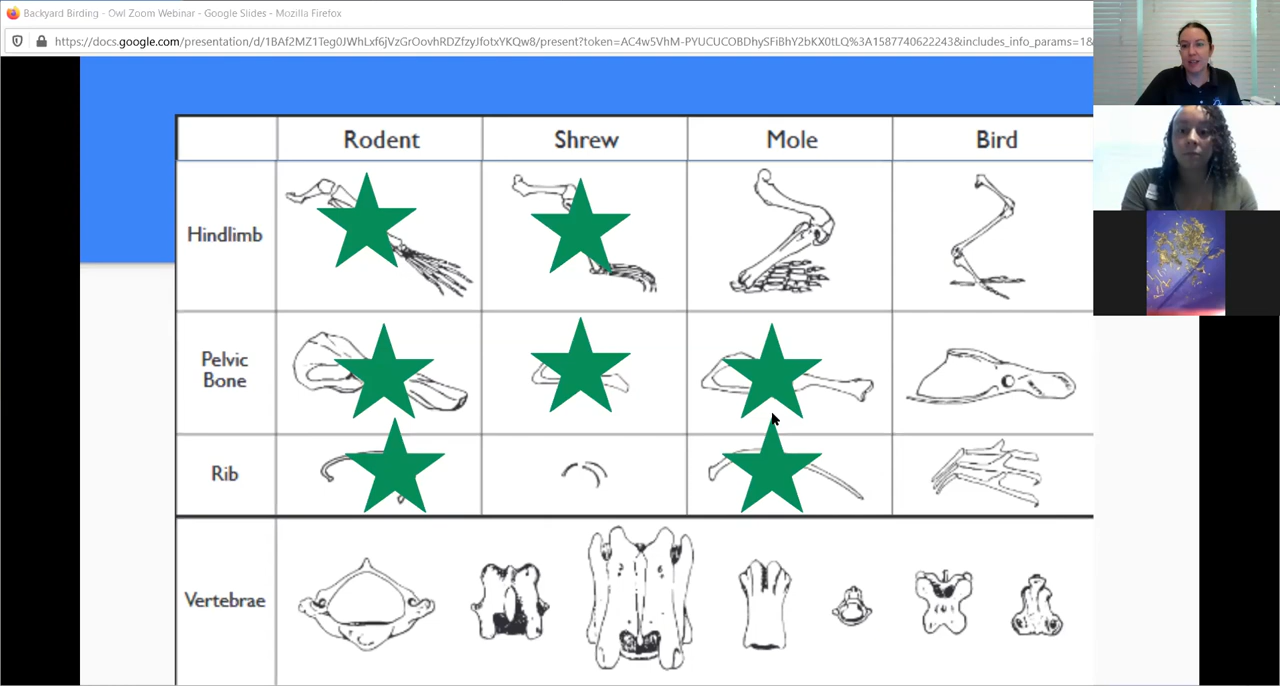 Backyard Birding - Owl Zoom Webinar - Google Slides - Mozilla Firefox
https://docs.google.com/presentation/d/1BAf2MZ1Teg0JWhLxf6jVzGrOovhRDZfzyJfotxYKQw8/present?token=AC4w5VhM-PYUCUCOBDhySFiBhY2bKX0tLQ%3A1587740622243&includes_info_params=1&
Rodent Shrew Mole Bird
Hindlimb
Pelvic
Bone
Rib
Vertebrae